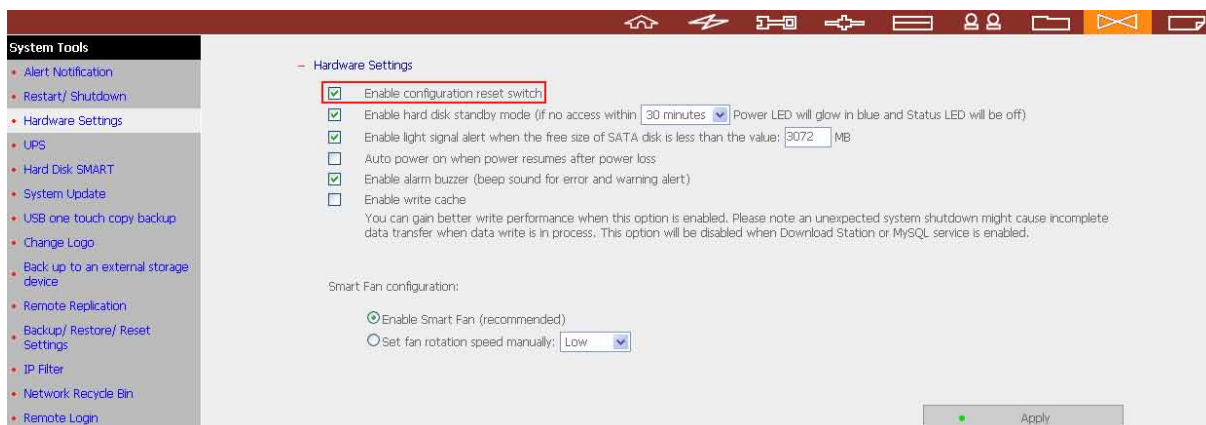 System Tools
Alert Notification
Restart/ Shutdown
Hardware Settings
UPS
Hard Disk SMART
System Update
USB one touch copy backup
Change Logo
Back up to an external storage
device
Remote Replication
Backup/ Restore/ Reset
Settings
IP Filter
Network Recycle Bin
Remote Login
– Hardware Settings
Enable configuration reset switch
Enable hard disk standby mode (if no access within 30 minutes Power LED will glow in blue and Status LED will be off)
Enable light signal alert when the free size of SATA disk is less than the value: 3072 MB
Auto power on when power resumes after power loss
Enable alarm buzzer (beep sound for error and warning alert)
Enable write cache
You can gain better write performance when this option is enabled. Please note an unexpected system shutdown might cause incomplete
data transfer when data write is in process. This option will be disabled when Download Station or MySQL service is enabled.
Smart Fan configuration:
Enable Smart Fan (recommended)
Set fan rotation speed manually: Low
Apply